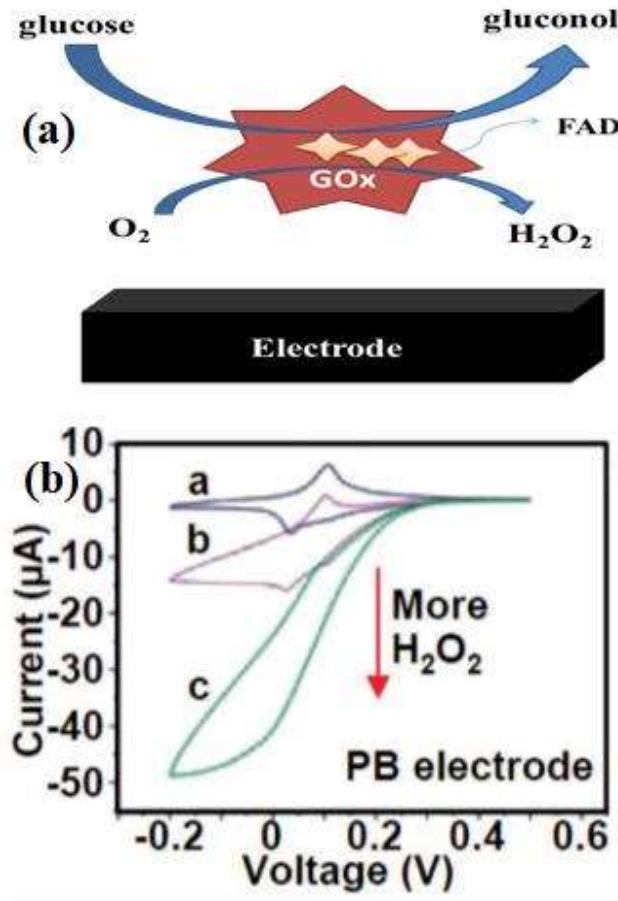 glucose
gluconol
(a)
FAD
GOx
O₂
H₂O₂
Electrode
(b)
10
0
-10
-20
-30
-40
-50
a
b
c
More
H₂O₂
PB electrode
Current (µA)
-0.2
0
0.2
0.4
0.6
Voltage (V)